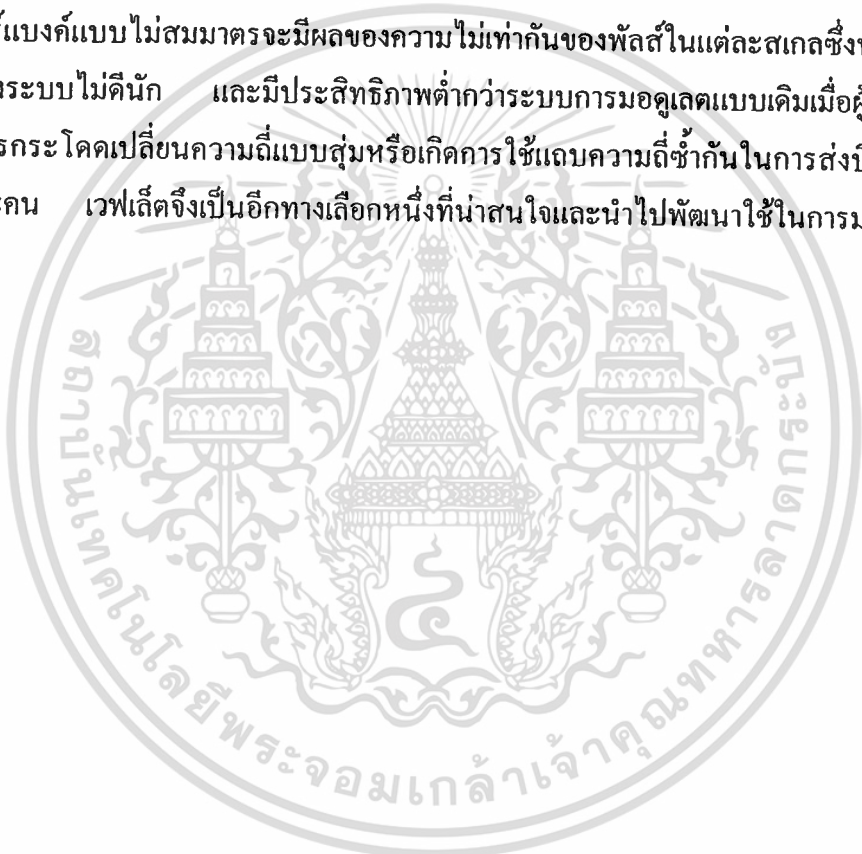 ์แบงค์แบบไม่สมมาตรจะมีผลของความไม่เท่ากันของพัลส์ในแต่ละสเกลซึ่งท
งระบบไม่ดีนัก และมีประสิทธิภาพต่ำกว่าระบบการมอดูเลตแบบเดิมเมื่อผู้
รกระโดดเปลี่ยนความถี่แบบสุ่มหรือเกิดการใช้แถบความถี่ซ้ำกันในการส่งบิ
ะคน เวฟเล็ตจึงเป็นอีกทางเลือกหนึ่งที่น่าสนใจและนำไปพัฒนาใช้ในการม
สถาบันเทคโนโลยีพระจอมเกล้าเจ้าคุณทหารลาดกระบัง